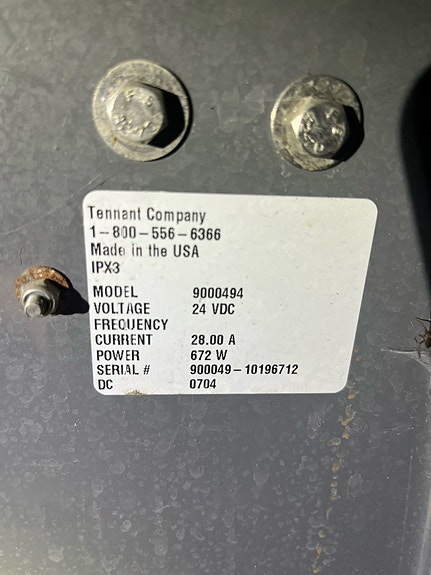 Tennant Company
1-800-556-6366
Made in the USA
IPX3
MODEL 9000494
VOLTAGE 24 VDC
FREQUENCY
CURRENT 28.00 A
POWER 672 W
SERIAL # 900049-10196712
DC 0704